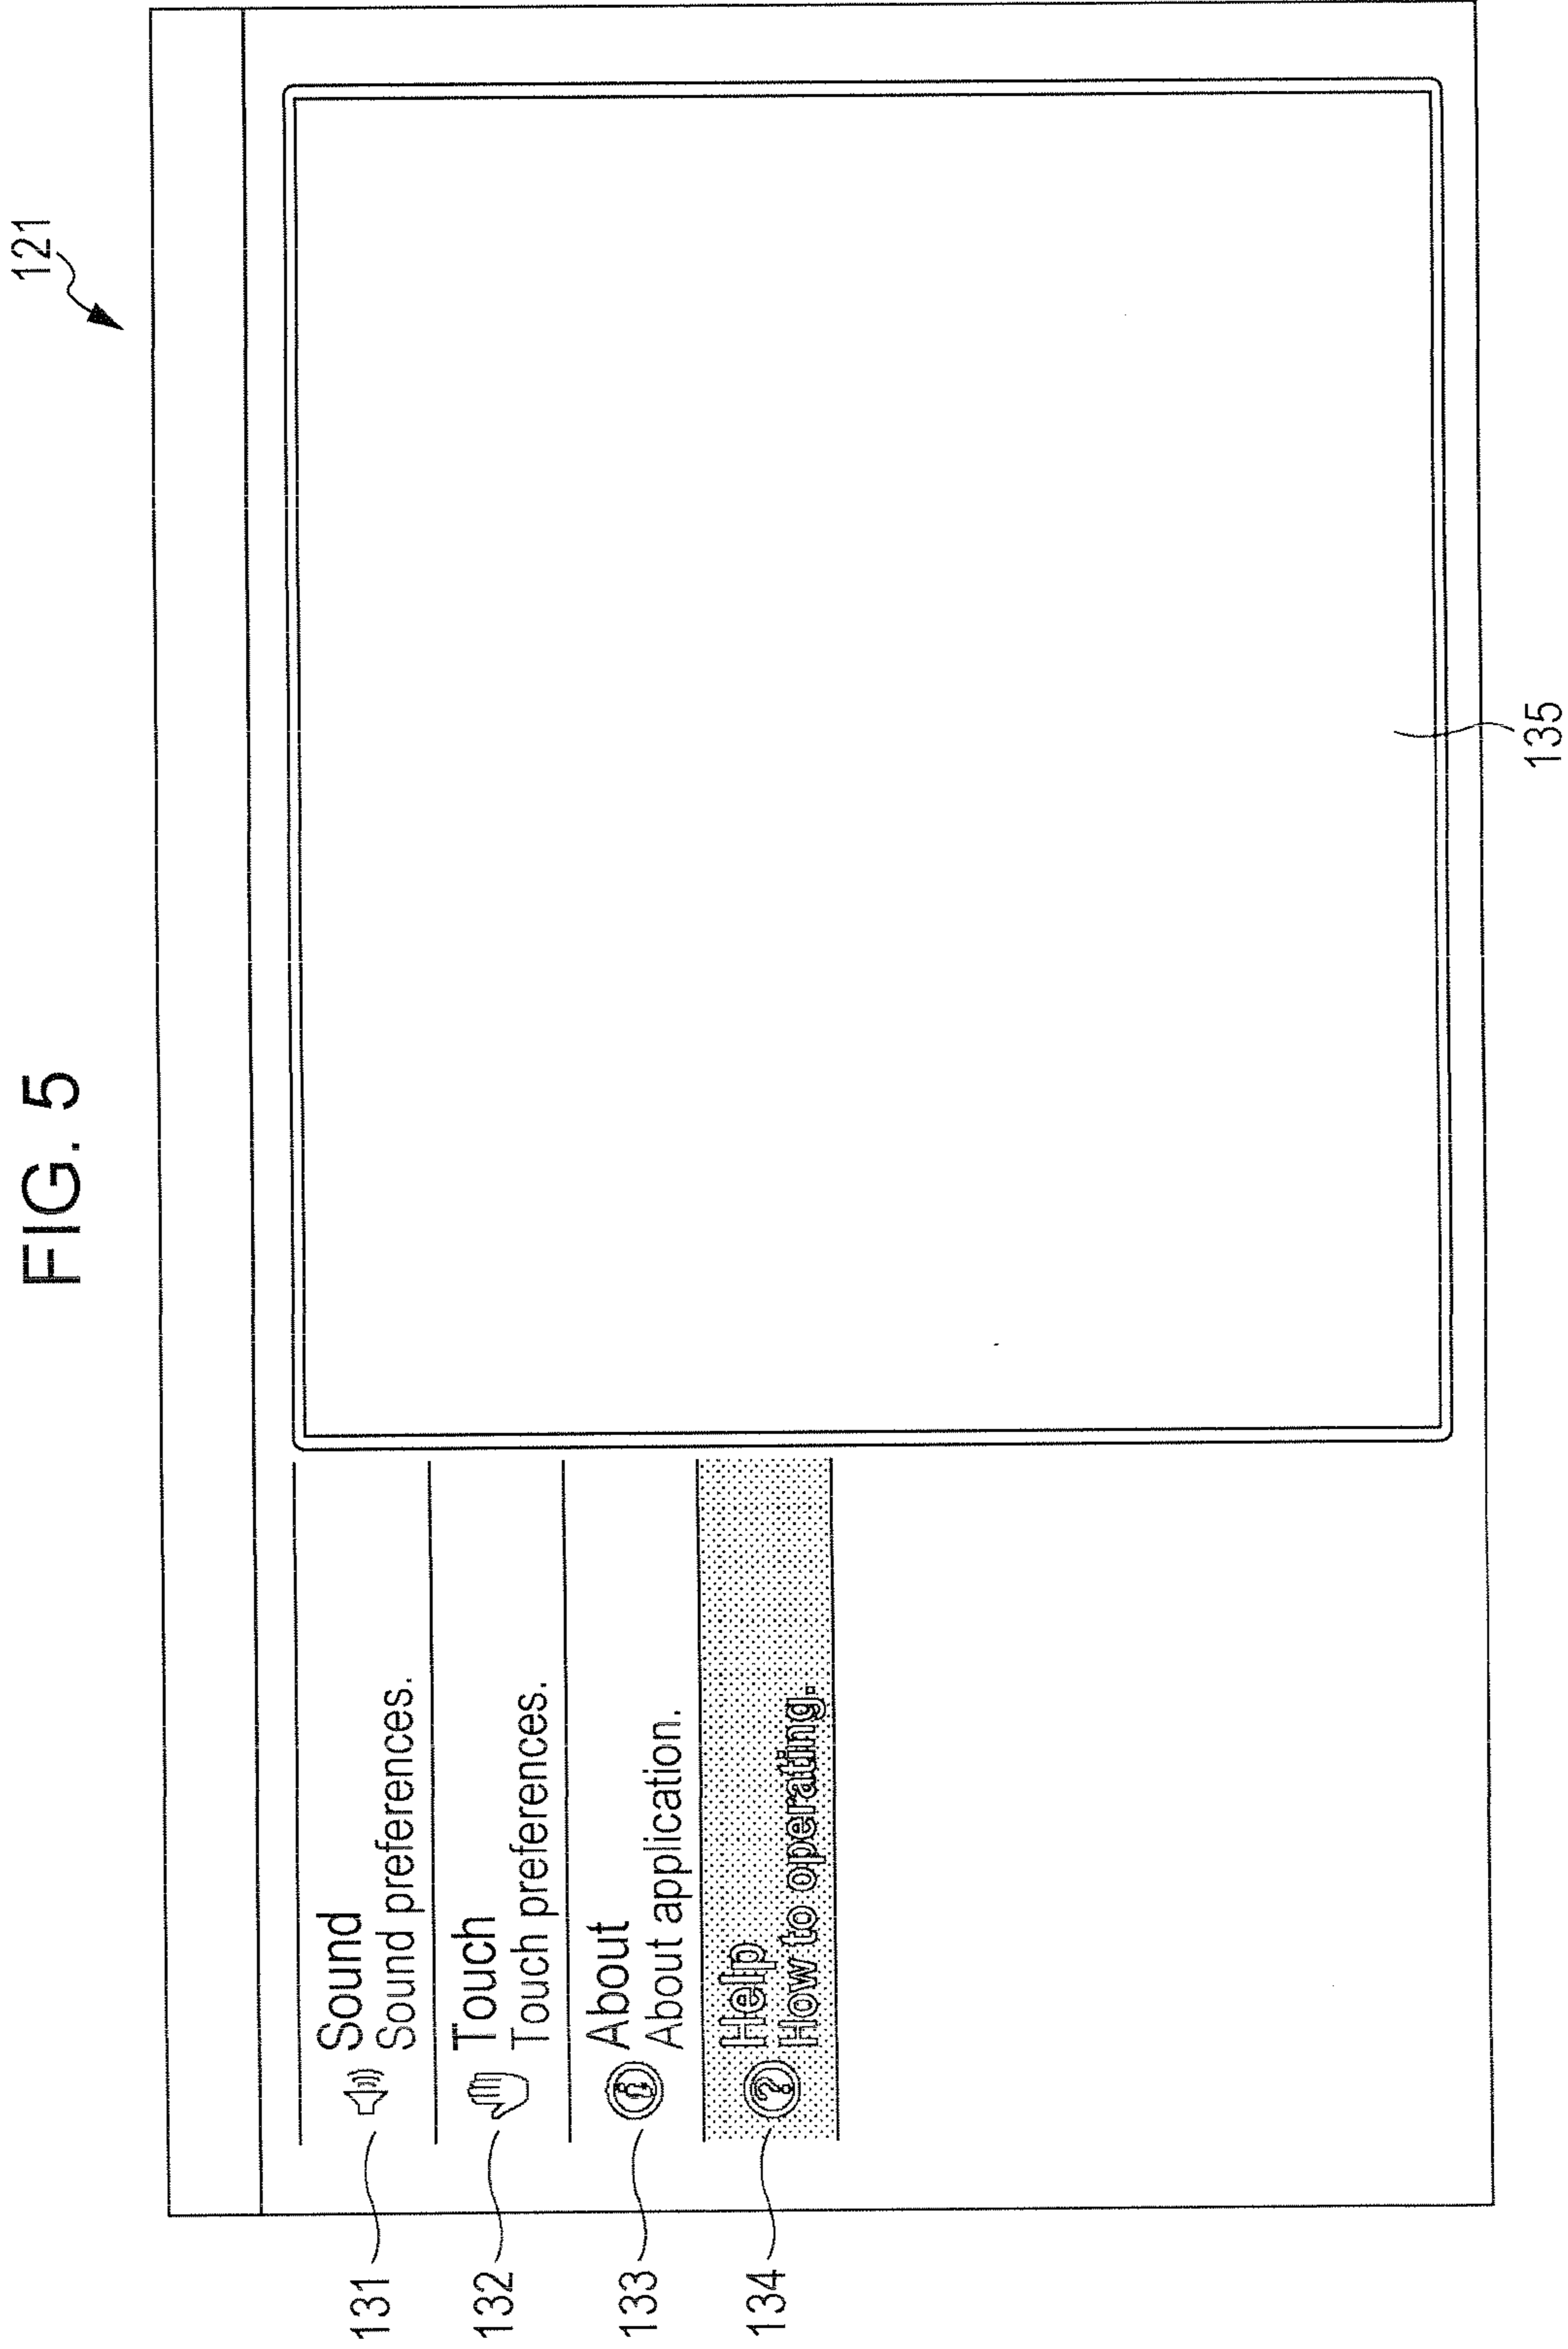 FIG. 5
121
131
Sound
Sound preferences.
132
Touch
Touch preferences.
133
About
About application.
134
Help
How to operating.
135